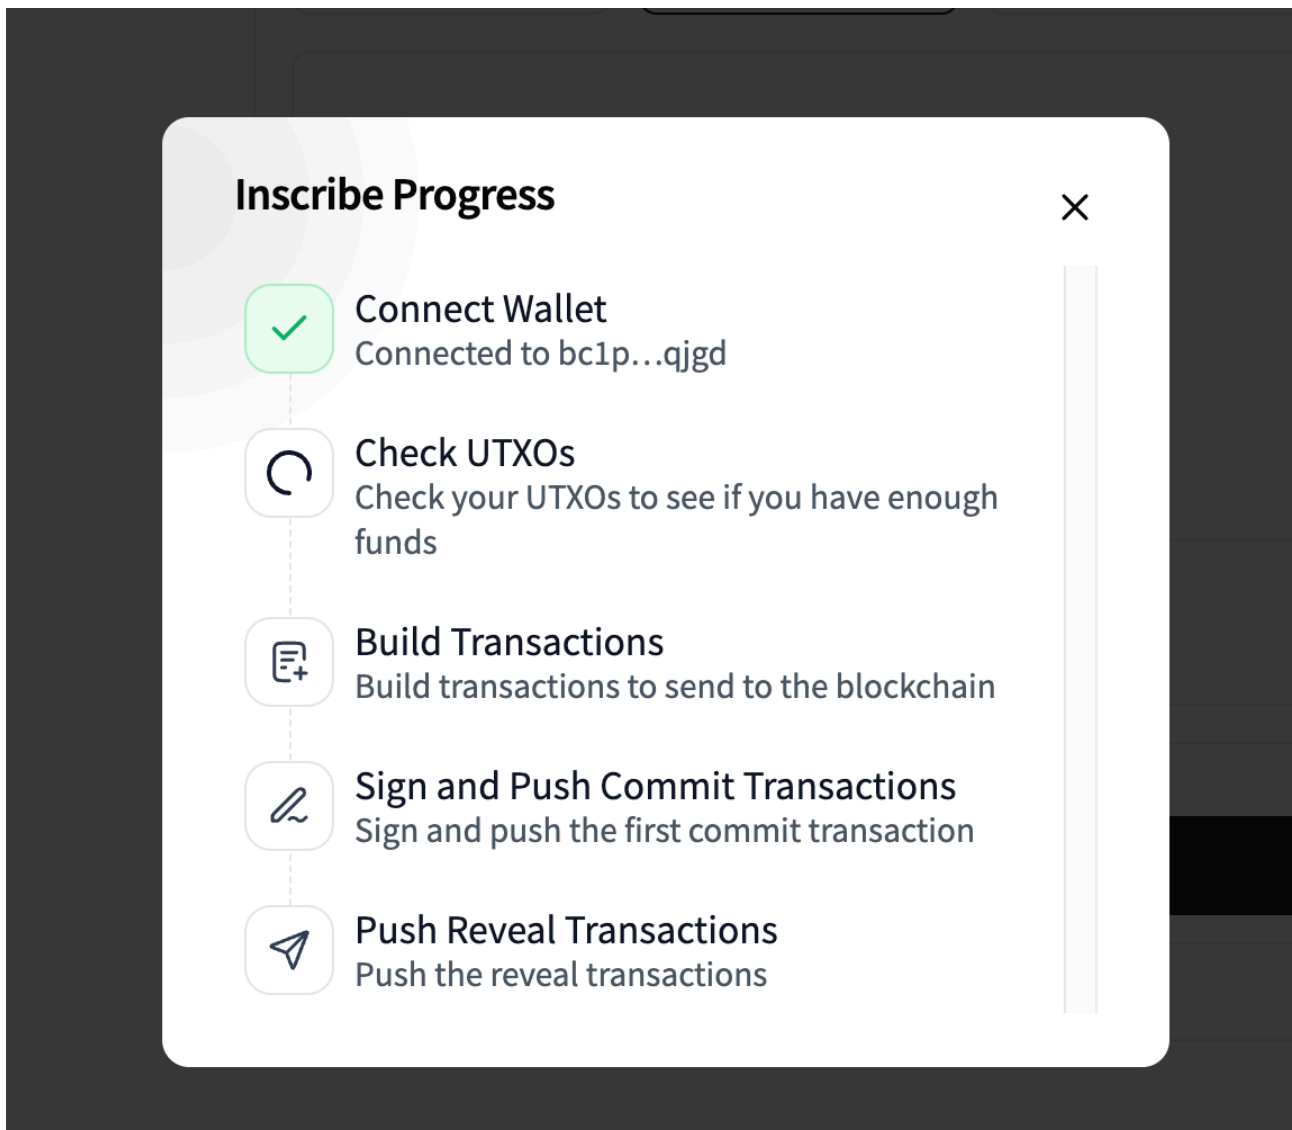 Inscribe Progress
Connect Wallet
Connected to bc1p...qjgd
Check UTXOs
Check your UTXOs to see if you have enough
funds
Build Transactions
Build transactions to send to the blockchain
Sign and Push Commit Transactions
Sign and push the first commit transaction
Push Reveal Transactions
Push the reveal transactions